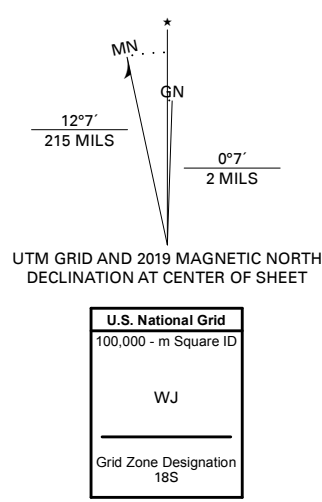 MN
GN
12°7´
215 MILS
0°7´
2 MILS
UTM GRID AND 2019 MAGNETIC NORTH
DECLINATION AT CENTER OF SHEET
U.S. National Grid
100,000 - m Square ID
WJ
Grid Zone Designation
18S